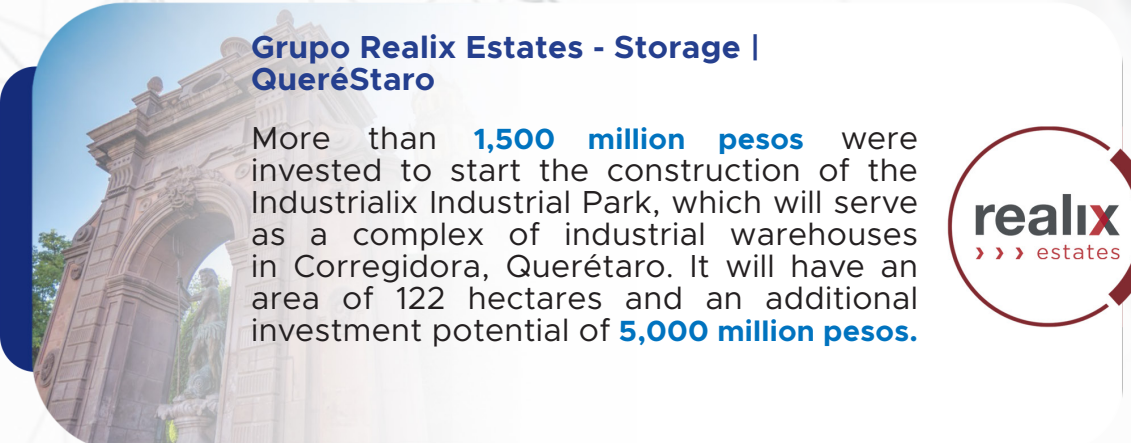 Grupo Realix Estates - Storage |
QueréStaro
More than 1,500 million pesos were
invested to start the construction of the
Industrialix Industrial Park, which will serve
as a complex of industrial warehouses
in Corregidora, Querétaro. It will have an
area of 122 hectares and an additional
investment potential of 5,000 million pesos.
realix
››› estates